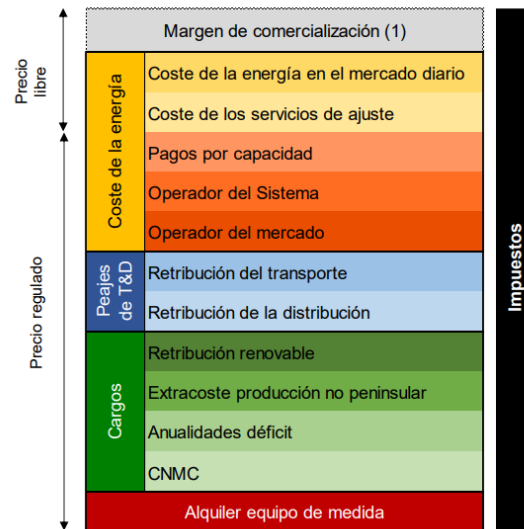 Margen de comercialización (1)
Precio
libre
Coste de la energía
Coste de la energía en el mercado diario
Coste de los servicios de ajuste
Pagos por capacidad
Operador del Sistema
Operador del mercado
Precio regulado
Peajes
de T&D
Retribución del transporte
Retribución de la distribución
Cargos
Retribución renovable
Extracoste producción no peninsular
Anualidades déficit
CNMC
Alquiler equipo de medida
Impuestos